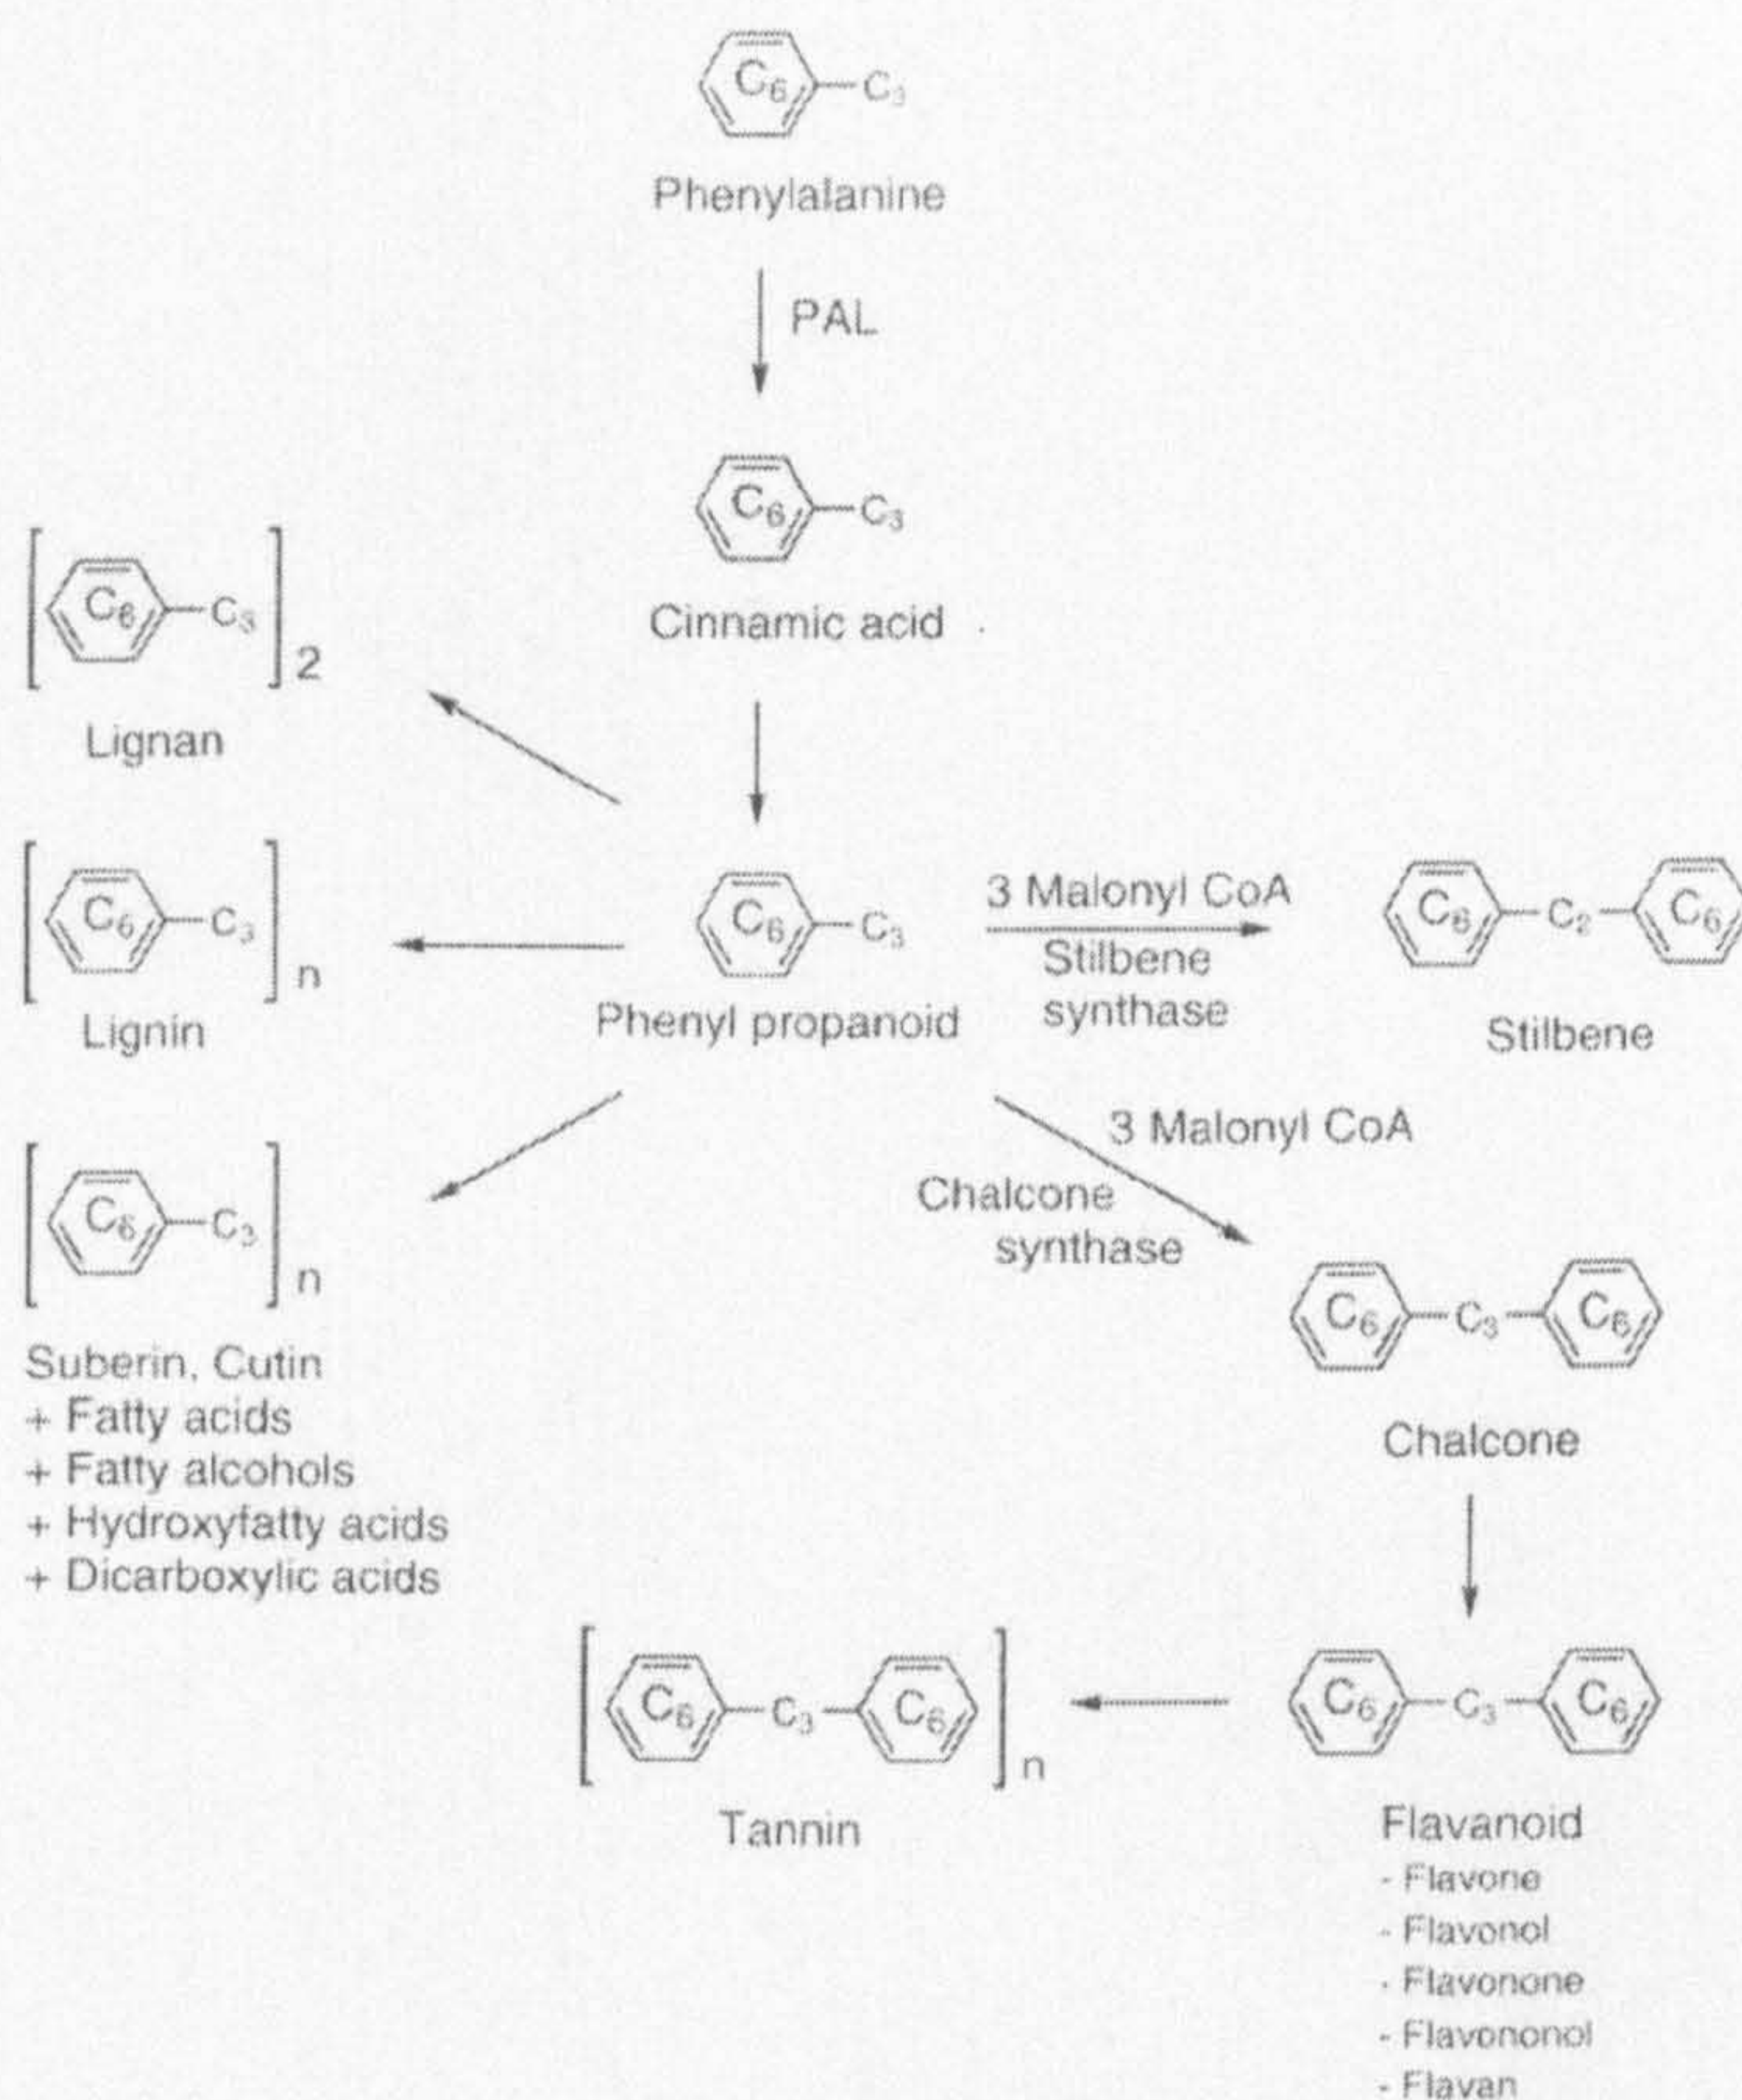 C6 C3
Phenylalanine
PAL
C6 C3
Cinnamic acid
C6 C3 2
Lignan
C6 C3 n
Lignin
C6 C3
Phenyl propanoid
3 Malonyl CoA
Stilbene
synthase
C6 C2 C6
Stilbene
3 Malonyl CoA
Chalcone
synthase
C6 C3 n
Suberin, Cutin
+ Fatty acids
+ Fatty alcohols
+ Hydroxyfatty acids
+ Dicarboxylic acids
C6 C3 C6
Chalcone
C6 C3 C6 n
Tannin
C6 C3 C6
Flavanoid
- Flavone
- Flavonol
- Flavonone
- Flavononol
- Flavan